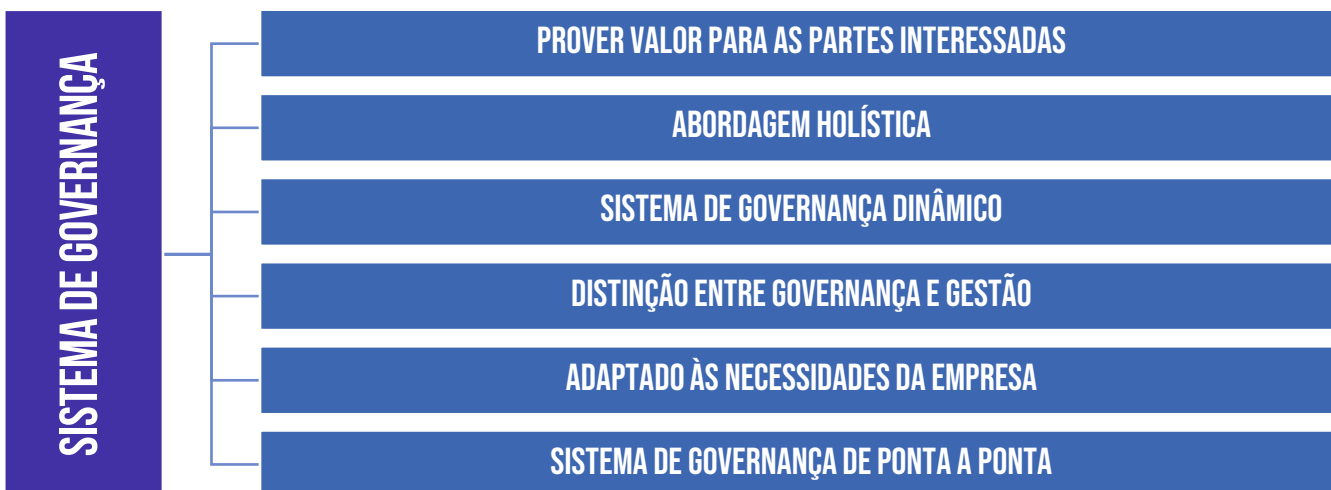 SISTEMA DE GOVERNANÇA
PROVER VALOR PARA AS PARTES INTERESSADAS
ABORDAGEM HOLÍSTICA
SISTEMA DE GOVERNANÇA DINÂMICO
DISTINÇÃO ENTRE GOVERNANÇA E GESTÃO
ADAPTADO ÀS NECESSIDADES DA EMPRESA
SISTEMA DE GOVERNANÇA DE PONTA A PONTA